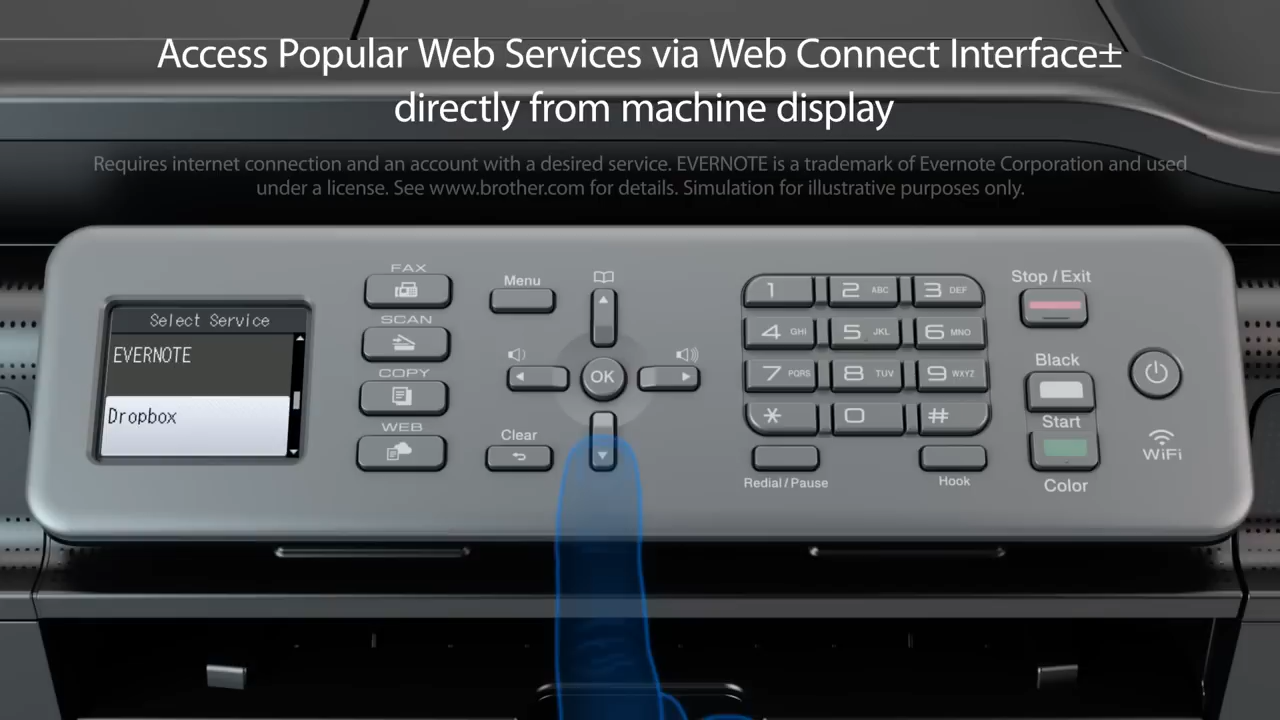 Access Popular Web Services via Web Connect Interface±
directly from machine display
Requires internet connection and an account with a desired service. EVERNOTE is a trademark of Evernote Corporation and used
under a license. See www.brother.com for details. Simulation for illustrative purposes only.
Select Service
EVERNOTE
Dropbox
FAX
SCAN
COPY
WEB
Menu
OK
Clear
1
2 ABC
3 DEF
4 GHI
5 JKL
6 MNO
7 PQRS
8 TUV
9 WXYZ
*
0
#
Redial / Pause
Hook
Stop / Exit
Black
Start
Color
WiFi